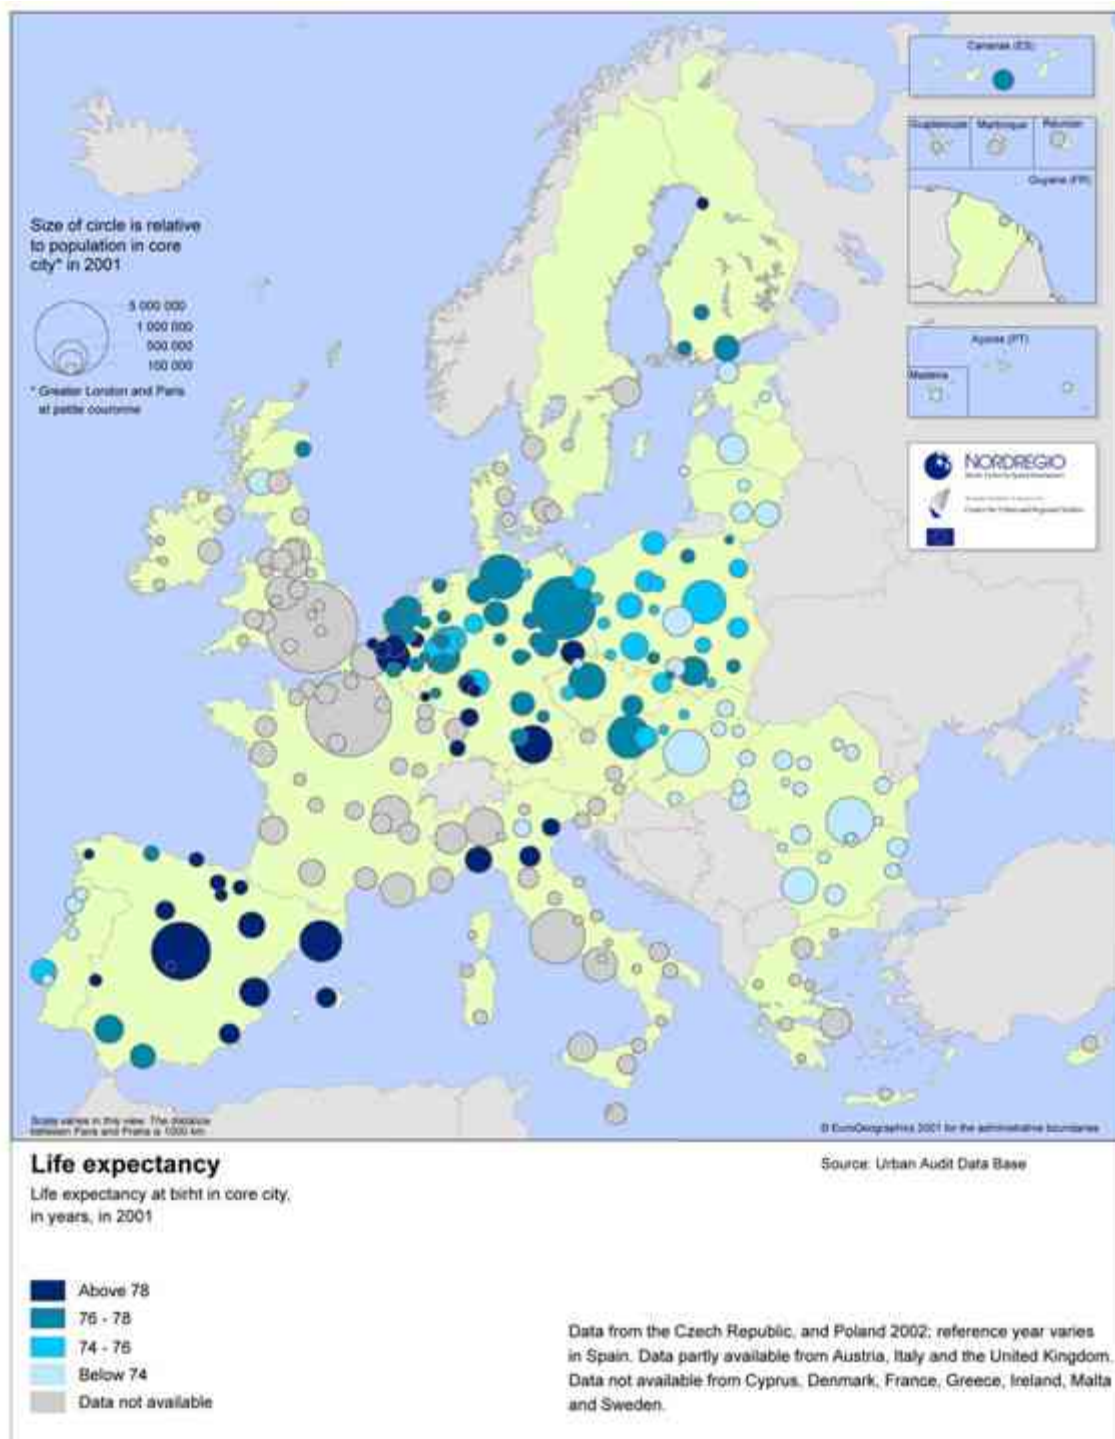 Canarias (ES)
Guadeloupe
Martinique
Réunion
Guyane (FR)
Size of circle is relative
to population in core
city* in 2001
5 000 000
1 000 000
500 000
100 000
* Greater London and Paris
et petite couronne
Açores (PT)
Madeira
NORDREGIO
Scale varies in this view. The distance
between Paris and Praha is 1000 km
© EuroGeographics 2001 for the administrative boundaries
Life expectancy
Life expectancy at birht in core city,
in years, in 2001
Source: Urban Audit Data Base
Above 78
76 - 78
74 - 76
Below 74
Data not available
Data from the Czech Republic, and Poland 2002; reference year varies
in Spain. Data partly available from Austria, Italy and the United Kingdom.
Data not available from Cyprus, Denmark, France, Greece, Ireland, Malta
and Sweden.